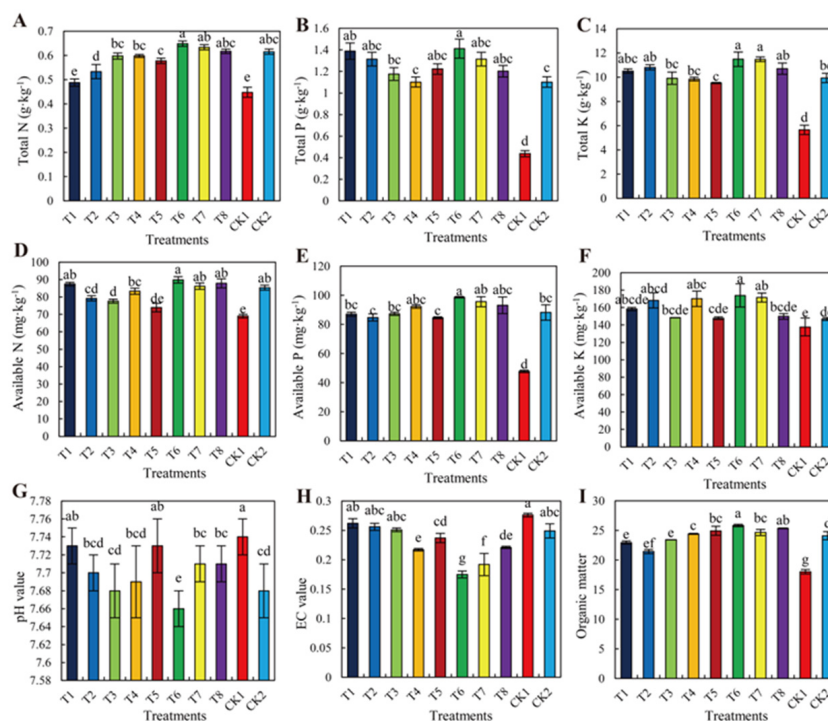 A
Total N (g·kg⁻¹)
0.7
0.6
0.5
0.4
0.3
0.2
0.1
0
e d bc bc c a ab abc e abc
T1 T2 T3 T4 T5 T6 T7 T8 CK1 CK2
Treatments
B
Total P (g·kg⁻¹)
1.6
1.4
1.2
1
0.8
0.6
0.4
0.2
0
ab abc bc c abc a abc abc d c
T1 T2 T3 T4 T5 T6 T7 T8 CK1 CK2
Treatments
C
Total K (g·kg⁻¹)
14
12
10
8
6
4
2
0
abc ab bc bc c a a abc d
T1 T2 T3 T4 T5 T6 T7 T8 CK1 CK2
Treatments
D
Available N (mg·kg⁻¹)
100
90
80
70
60
50
40
30
20
10
0
ab cd d bc de a ab ab e ab
T1 T2 T3 T4 T5 T6 T7 T8 CK1 CK2
Treatments
E
Available P (mg·kg⁻¹)
120
100
80
60
40
20
0
bc c bc abc c a ab abc d bc
T1 T2 T3 T4 T5 T6 T7 T8 CK1 CK2
Treatments
F
Available K (mg·kg⁻¹)
200
180
160
140
120
100
80
60
40
20
0
abcde abcd bcde abc cde a ab bcde e
T1 T2 T3 T4 T5 T6 T7 T8 CK1 CK2
Treatments
G
pH value
7.78
7.76
7.74
7.72
7.7
7.68
7.66
7.64
7.62
7.6
7.58
ab bcd cd bcd ab e bc bc a cd
T1 T2 T3 T4 T5 T6 T7 T8 CK1 CK2
Treatments
H
EC value
0.3
0.25
0.2
0.15
0.1
0.05
0
ab abc abc e cd g f de a abc
T1 T2 T3 T4 T5 T6 T7 T8 CK1 CK2
Treatments
I
Organic matter
30
25
20
15
10
5
0
e ef e c bc a bc ab g
T1 T2 T3 T4 T5 T6 T7 T8 CK1 CK2
Treatments